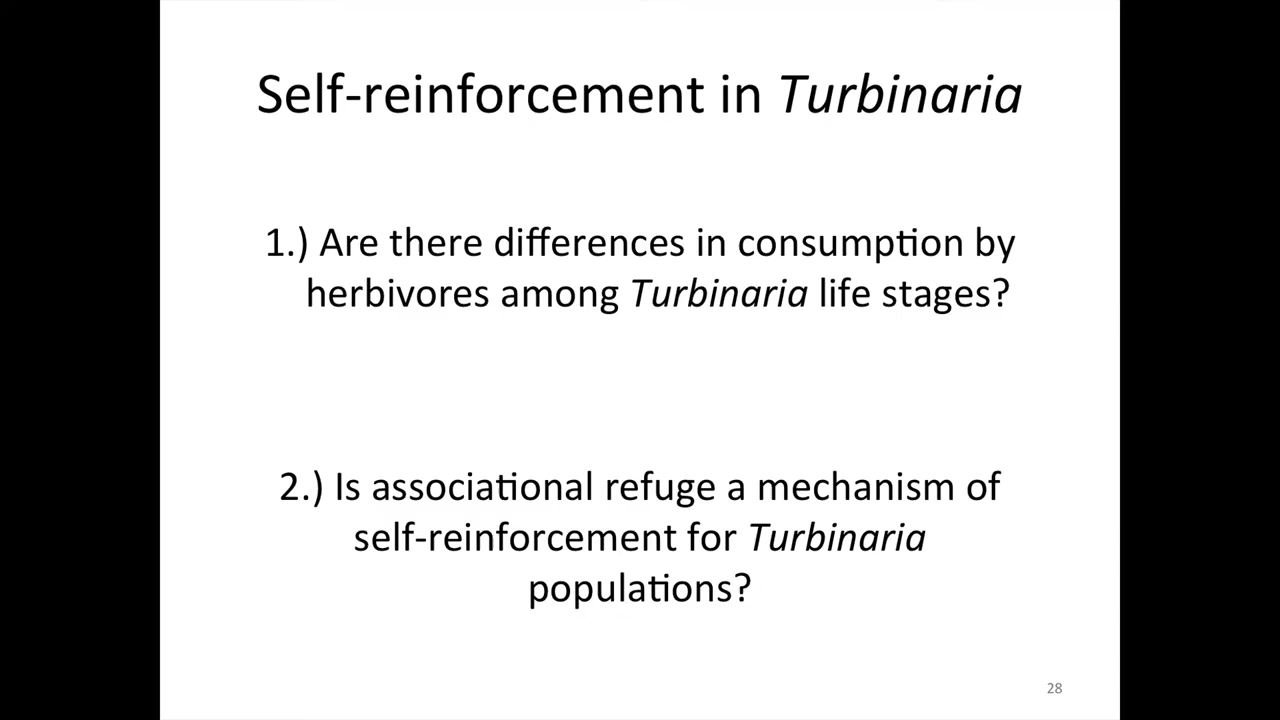 Self-reinforcement in Turbinaria
1.) Are there differences in consumption by
herbivores among Turbinaria life stages?
2.) Is associational refuge a mechanism of
self-reinforcement for Turbinaria
populations?
28